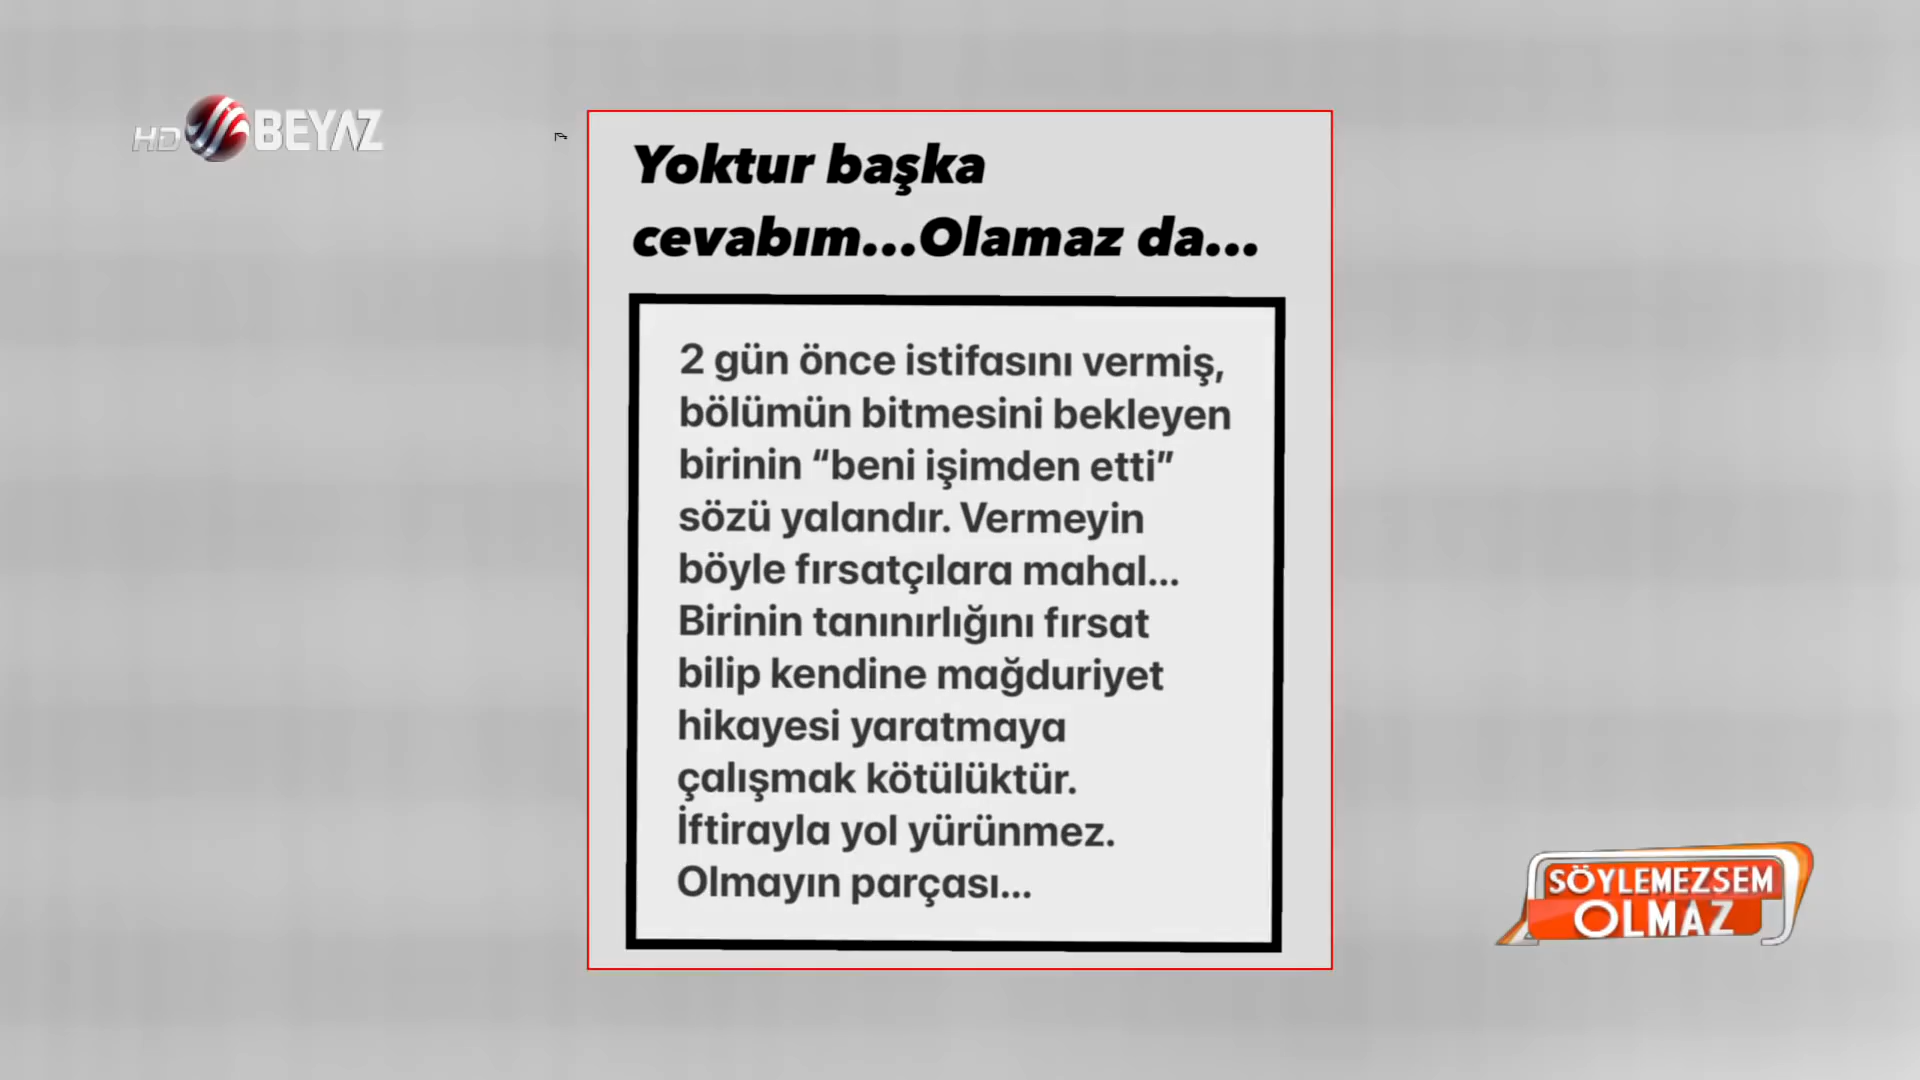 HD BEYAZ
Yoktur başka
cevabım...Olamaz da...
2 gün önce istifasını vermiş,
bölümün bitmesini bekleyen
birinin “beni işimden etti”
sözü yalandır. Vermeyin
böyle fırsatçılara mahal...
Birinin tanınırlığını fırsat
bilip kendine mağduriyet
hikayesi yaratmaya
çalışmak kötülüktür.
İftirayla yol yürünmez.
Olmayın parçası...
SÖYLEMEZSEM
OLMAZ